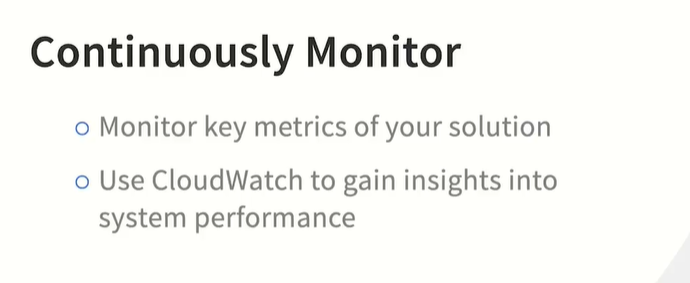 Continuously Monitor
Monitor key metrics of your solution
Use CloudWatch to gain insights into
system performance